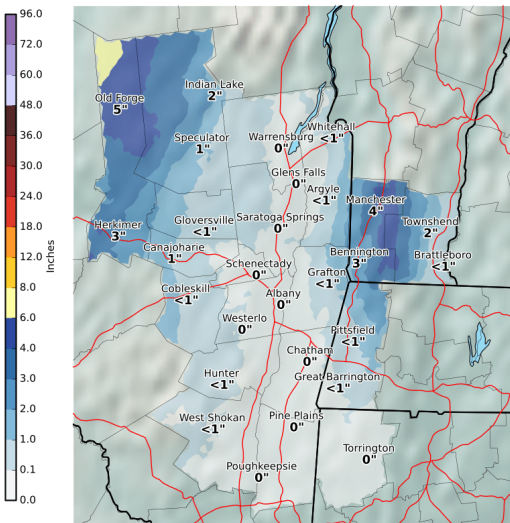 96.0
72.0
60.0
48.0
36.0
30.0
24.0
18.0
12.0
8.0
6.0
4.0
3.0
2.0
1.0
0.1
0.0
Inches
Old Forge
5"
Indian Lake
2"
Speculator
1"
Warrensburg
0"
Whitehall
<1"
Glens Falls
0"
Argyle
<1"
Manchester
4"
Herkimer
3"
Gloversville
<1"
Saratoga Springs
0"
Townshend
2"
Canajoharie
1"
Schenectady
0"
Bennington
3"
Brattleboro
<1"
Grafton
<1"
Cobleskill
<1"
Albany
0"
Westerlo
0"
Pittsfield
<1"
Chatham
0"
Hunter
<1"
Great Barrington
<1"
West Shokan
<1"
Pine Plains
0"
Torrington
0"
Poughkeepsie
0"